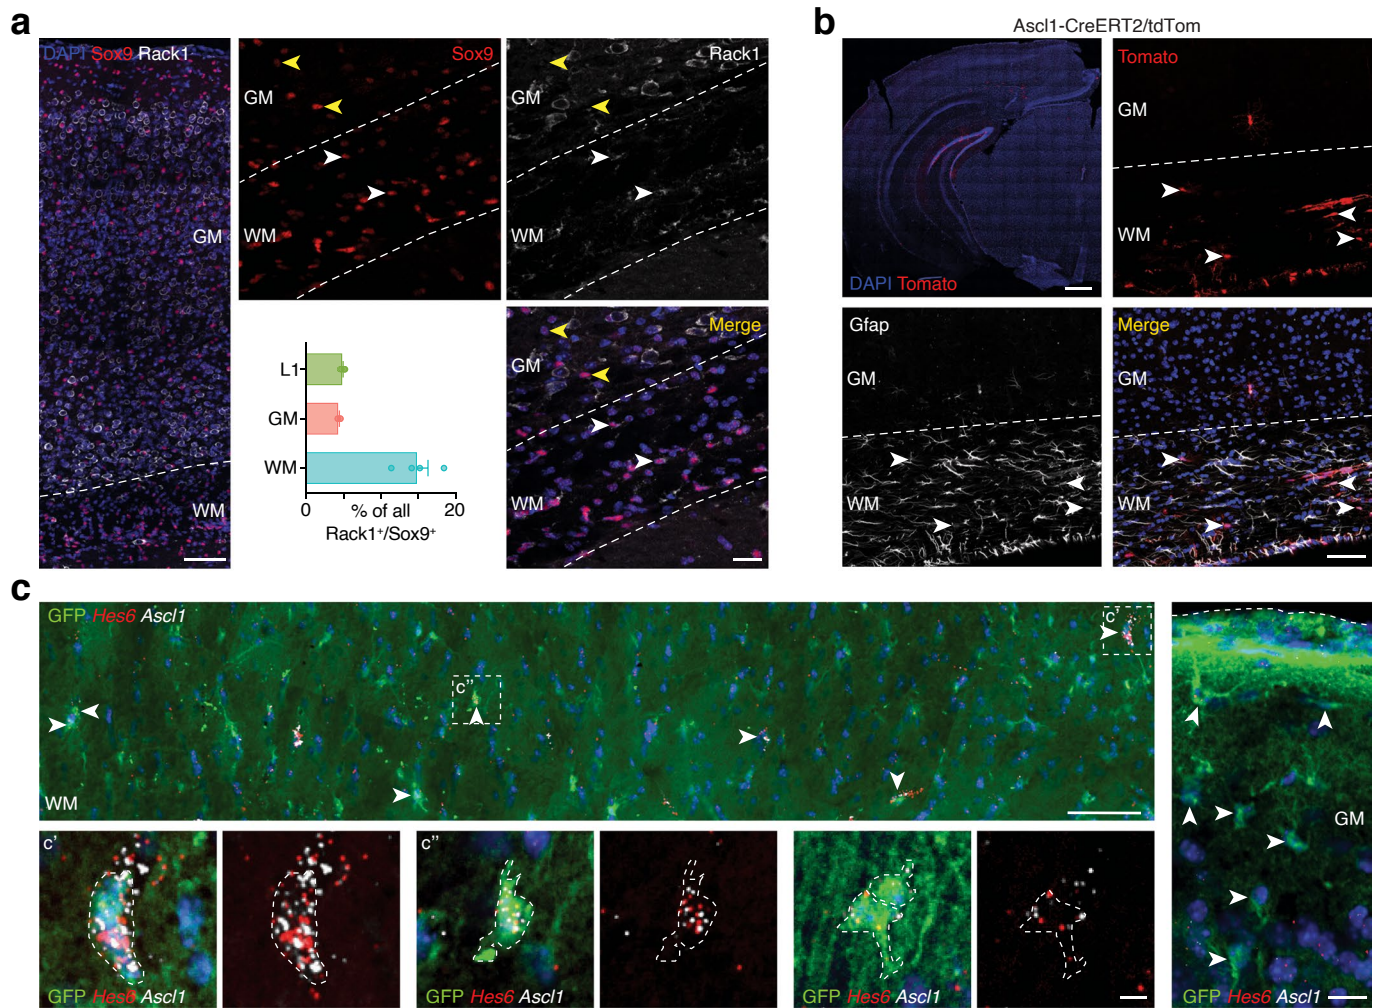 a
DAPI Sox9 Rack1
GM
WM
Sox9
GM
WM
Rack1
GM
WM
L1
GM
WM
0
20
% of all
Rack1⁺/Sox9⁺
Merge
GM
WM
b
Ascl1-CreERT2/tdTom
DAPI Tomato
Tomato
GM
WM
Gfap
GM
WM
Merge
GM
WM
c
GFP Hes6 Ascl1
c'
c''
WM
c'
GFP Hes6 Ascl1
c''
GFP Hes6 Ascl1
GFP Hes6 Ascl1
GM
GFP Hes6 Ascl1